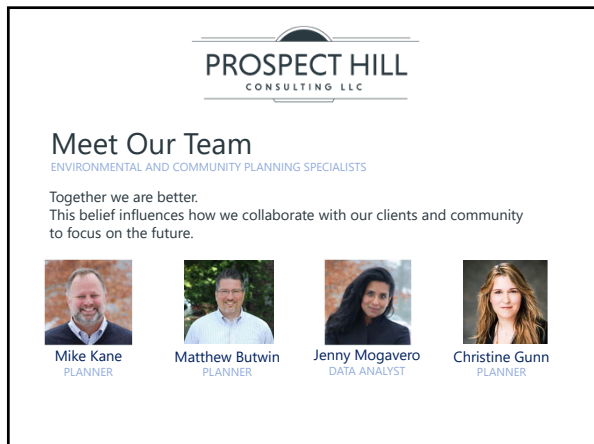 PROSPECT HILL
CONSULTING LLC
Meet Our Team
ENVIRONMENTAL AND COMMUNITY PLANNING SPECIALISTS
Together we are better.
This belief influences how we collaborate with our clients and community
to focus on the future.
Mike Kane
PLANNER
Matthew Butwin
PLANNER
Jenny Mogavero
DATA ANALYST
Christine Gunn
PLANNER